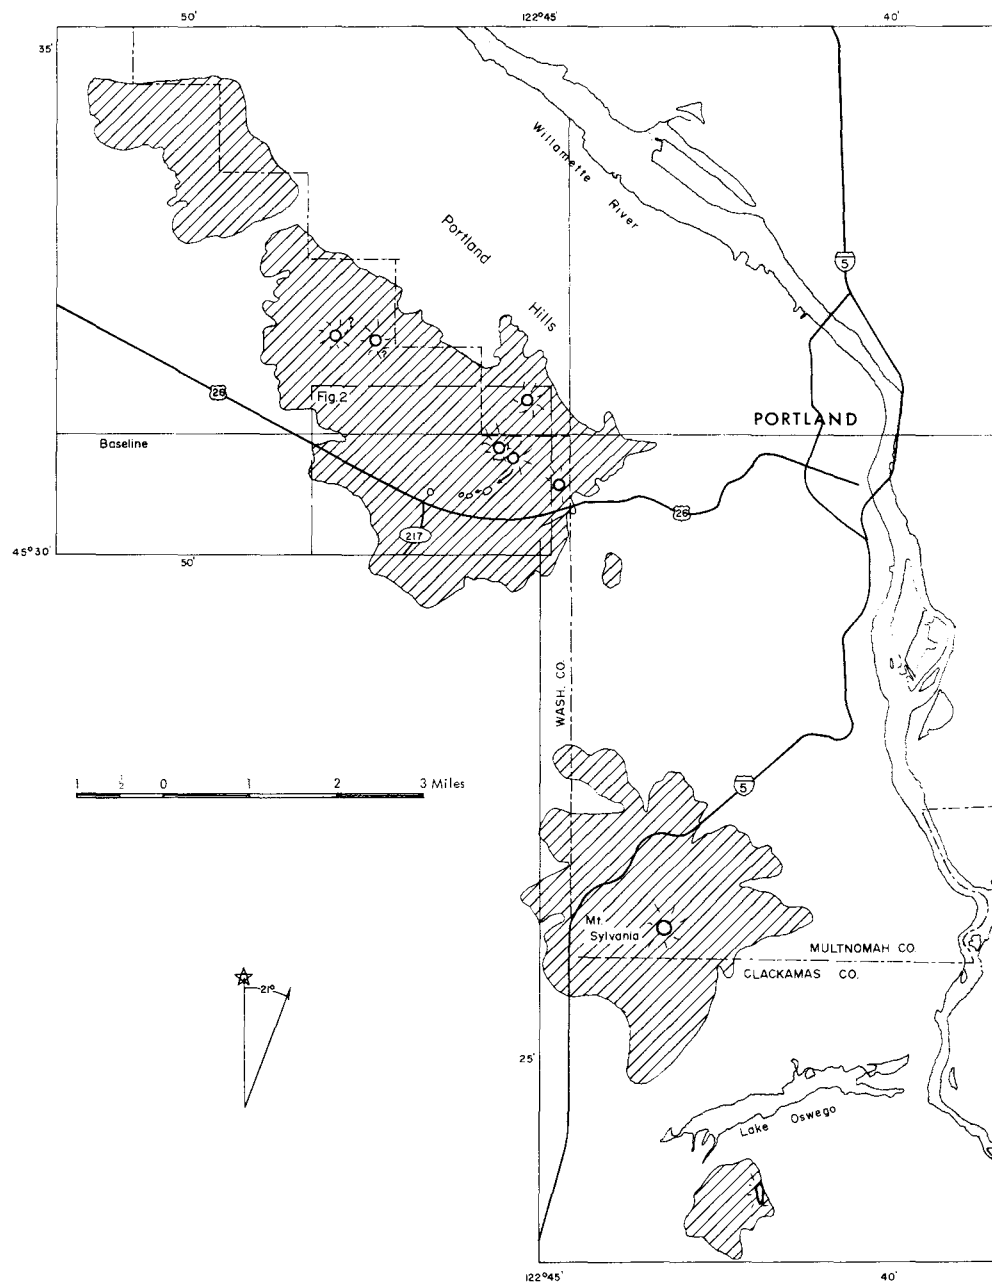 50'
122°45'
40'
35'
Willamette
River
Portland
Hills
5
26
Fig. 2
PORTLAND
Baseline
26
217
45°30'
50'
WASH. CO.
1
0
1
2
3 Miles
5
Mt.
Sylvania
MULTNOMAH CO.
CLACKAMAS CO.
21°
25'
Lake Oswego
122°45'
40'